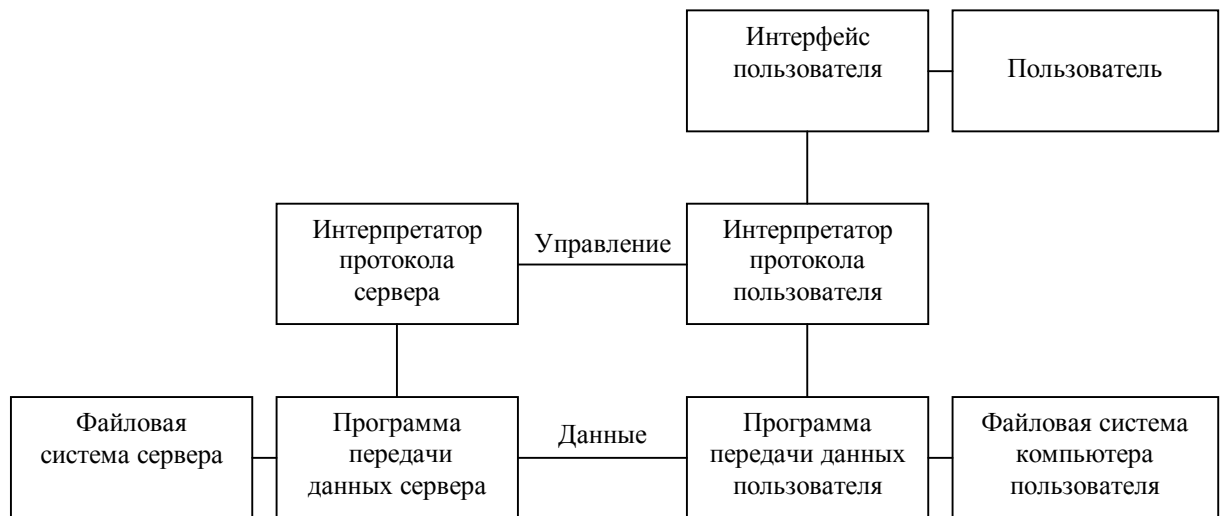 Интерфейс
пользователя
Пользователь
Интерпретатор
протокола
сервера
Управление
Интерпретатор
протокола
пользователя
Файловая
система сервера
Программа
передачи
данных сервера
Данные
Программа
передачи данных
пользователя
Файловая система
компьютера
пользователя